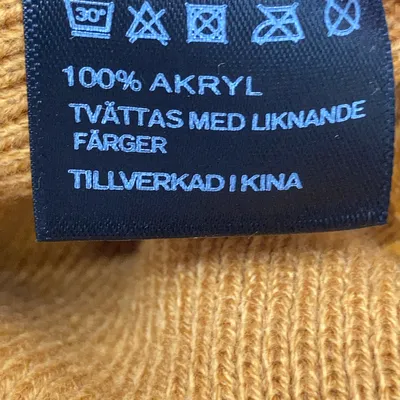 30°
100% AKRYL
TVÄTTAS MED LIKNANDE
FÄRGER
TILLVERKAD I KINA